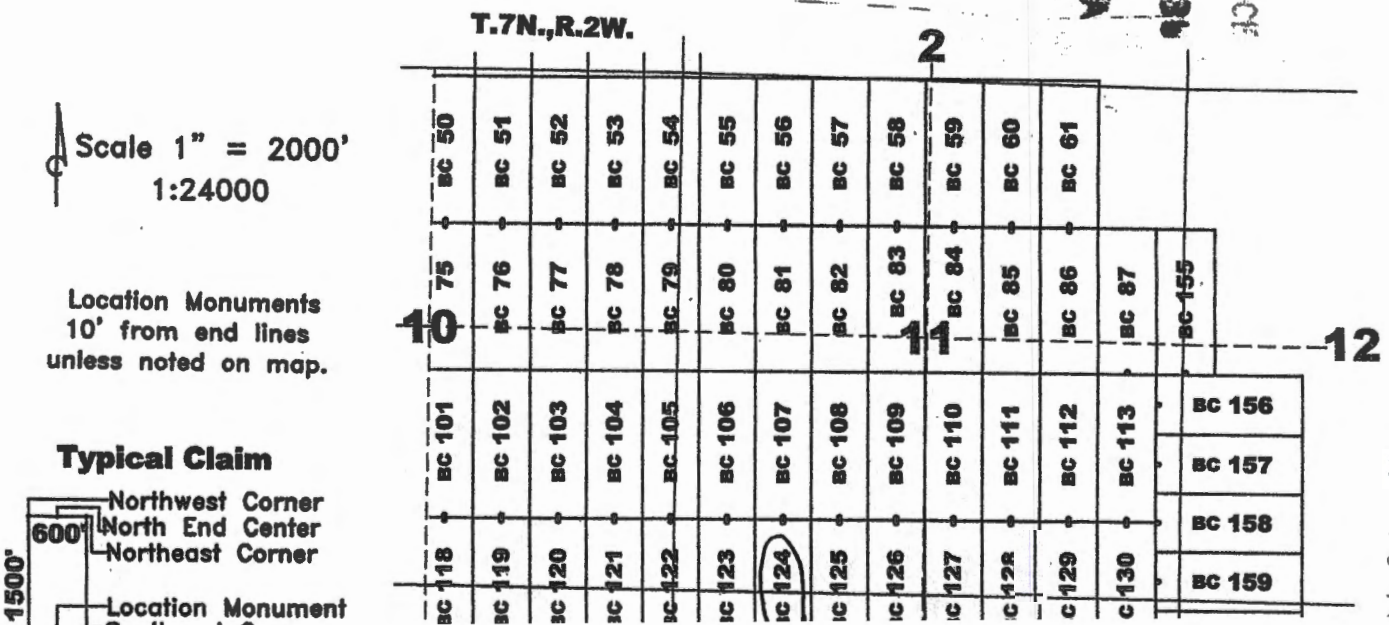 T.7N.,R.2W.
2
Scale 1" = 2000'
1:24000
BC 50
BC 51
BC 52
BC 53
BC 54
BC 55
BC 56
BC 57
BC 58
BC 59
BC 60
BC 61
Location Monuments
10' from end lines
unless noted on map.
BC 75
BC 76
BC 77
BC 78
BC 79
BC 80
BC 81
BC 82
BC 83
BC 84
BC 85
BC 86
BC 87
BC 155
10
11
12
BC 101
BC 102
BC 103
BC 104
BC 105
BC 106
BC 107
BC 108
BC 109
BC 110
BC 111
BC 112
BC 113
BC 156
BC 157
BC 158
BC 159
Typical Claim
Northwest Corner
600' North End Center
Northeast Corner
1500'
Location Monument
BC 118
BC 119
BC 120
BC 121
BC 122
BC 123
BC 124
BC 125
BC 126
C 127
C 128
C 129
C 130